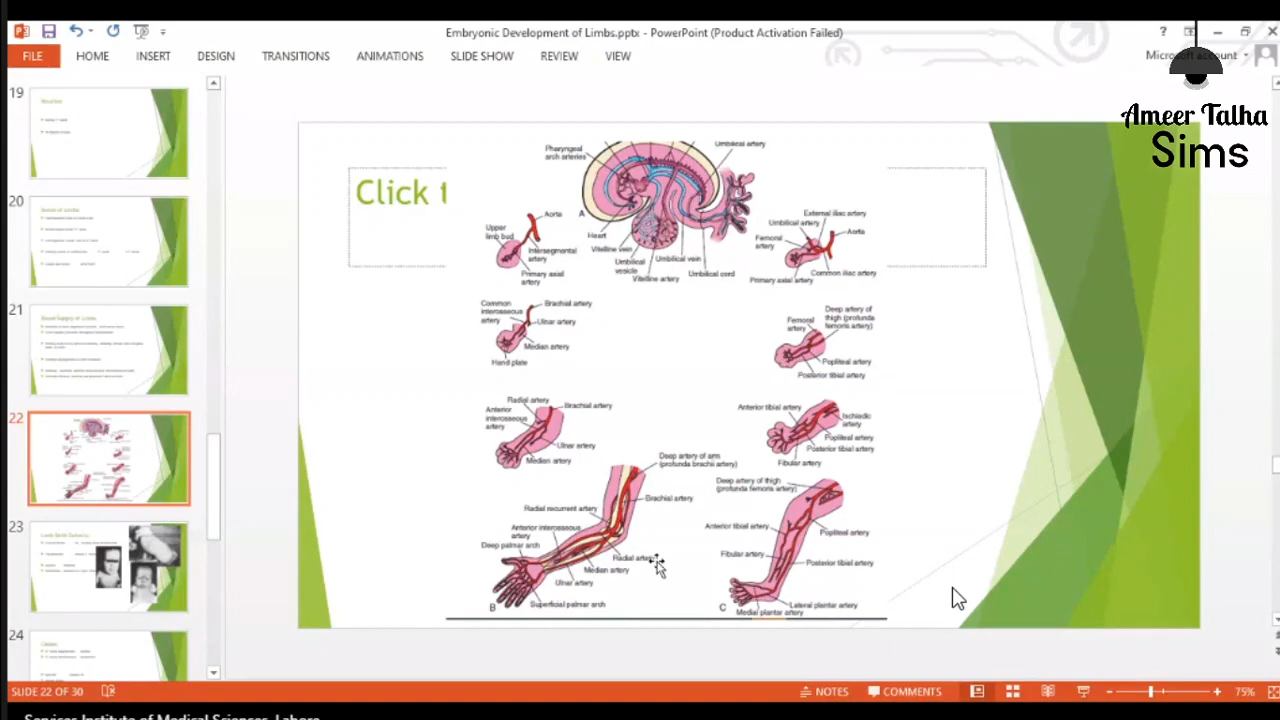 Embryonic Development of Limbs.pptx - PowerPoint (Product Activation Failed)
FILE HOME INSERT DESIGN TRANSITIONS ANIMATIONS SLIDE SHOW REVIEW VIEW
Microsoft account
Ameer Talha
Sims
19
20
21
22
23
24
Click t
Pharyngeal
arch arteries
Umbilical artery
A
Heart
Vitelline vein
Umbilical
vesicle
Vitelline artery
Umbilical vein
Umbilical cord
Aorta
Upper
limb bud
Intersegmental
artery
Primary axial
artery
External iliac artery
Umbilical artery
Aorta
Femoral
artery
Common iliac artery
Primary axial artery
Common
interosseous
artery
Brachial artery
Ulnar artery
Median artery
Hand plate
Deep artery of
thigh (profunda
femoris artery)
Femoral
artery
Popliteal artery
Posterior tibial artery
Radial artery
Brachial artery
Anterior
interosseous
artery
Ulnar artery
Median artery
Anterior tibial artery
Ischiadic
artery
Popliteal artery
Posterior tibial artery
Fibular artery
Deep artery of arm
(profunda brachii artery)
Brachial artery
Radial recurrent artery
Anterior interosseous
artery
Deep palmar arch
Radial artery
Median artery
Ulnar artery
Superficial palmar arch
B
Deep artery of thigh
(profunda femoris artery)
Anterior tibial artery
Popliteal artery
Fibular artery
Posterior tibial artery
Lateral plantar artery
Medial plantar artery
C
SLIDE 22 OF 30
NOTES COMMENTS 75%
Services Institute of Medical Sciences, Lahore